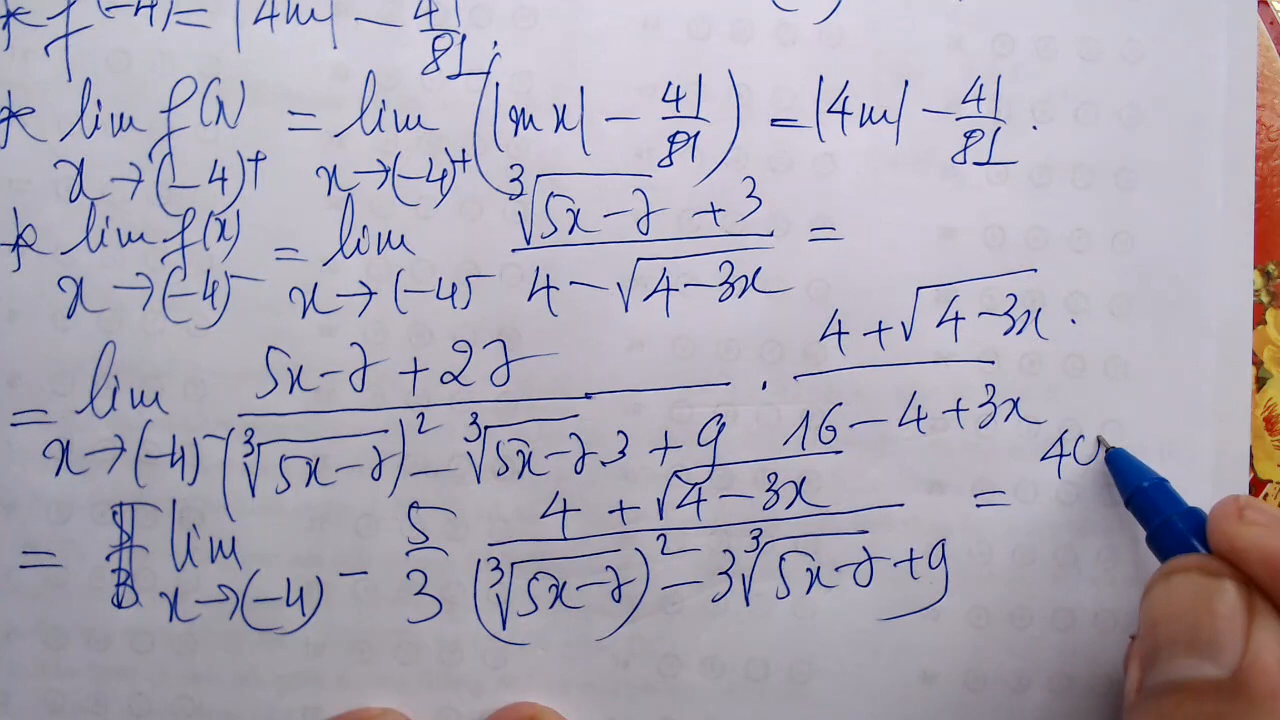 * f(-4) = |4m| - 41/81.
* lim x→(-4)⁺ f(x) = lim x→(-4)⁺ (|mx| - 41/81) = |4m| - 41/81.
* lim x→(-4)⁻ f(x) = lim x→(-4)⁻ (∛(5x-7) + 3)/(4 - √(4-3x)) =
= lim x→(-4)⁻ (5x-7+27)/((∛(5x-7))² - ∛(5x-7).3 + 9) · (4+√(4-3x))/(16-4+3x).
= lim x→(-4)⁻ 5/3 (4+√(4-3x))/((∛(5x-7))² - 3∛(5x-7) + 9) = 40